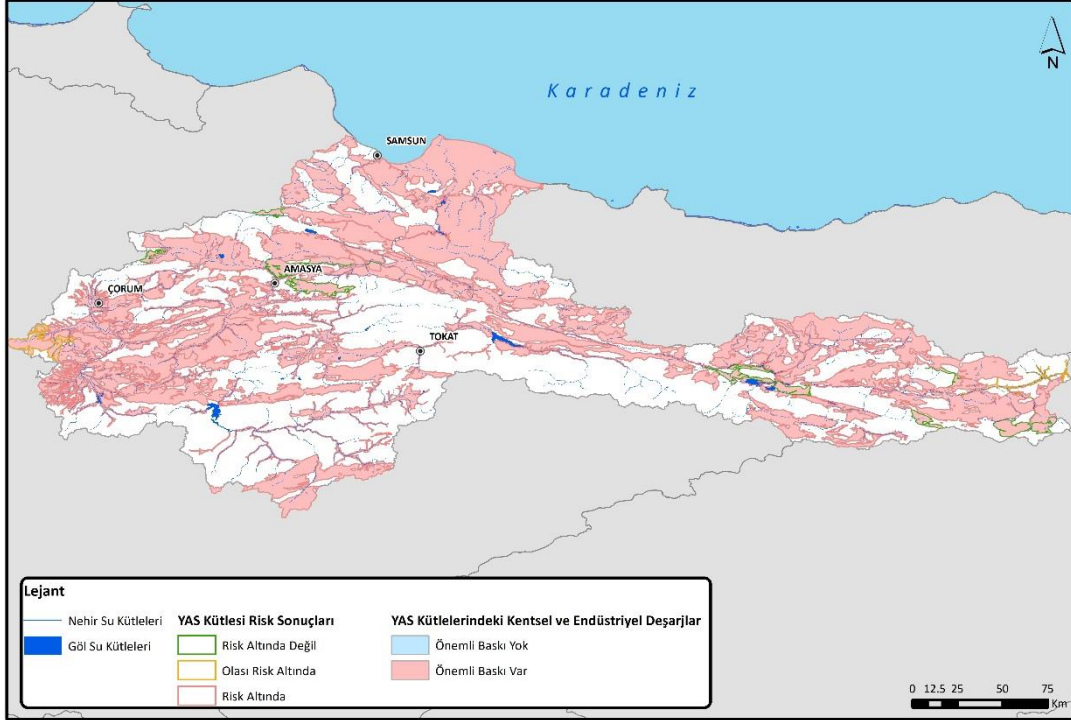 N
Karadeniz
SAMSUN
AMASYA
ÇORUM
TOKAT
Lejant
Nehir Su Kütleleri
Göl Su Kütleleri
YAS Kütlesi Risk Sonuçları
Risk Altında Değil
Olası Risk Altında
Risk Altında
YAS Kütlelerindeki Kentsel ve Endüstriyel Deşarjlar
Önemli Baskı Yok
Önemli Baskı Var
0 12.5 25 50 75
Km